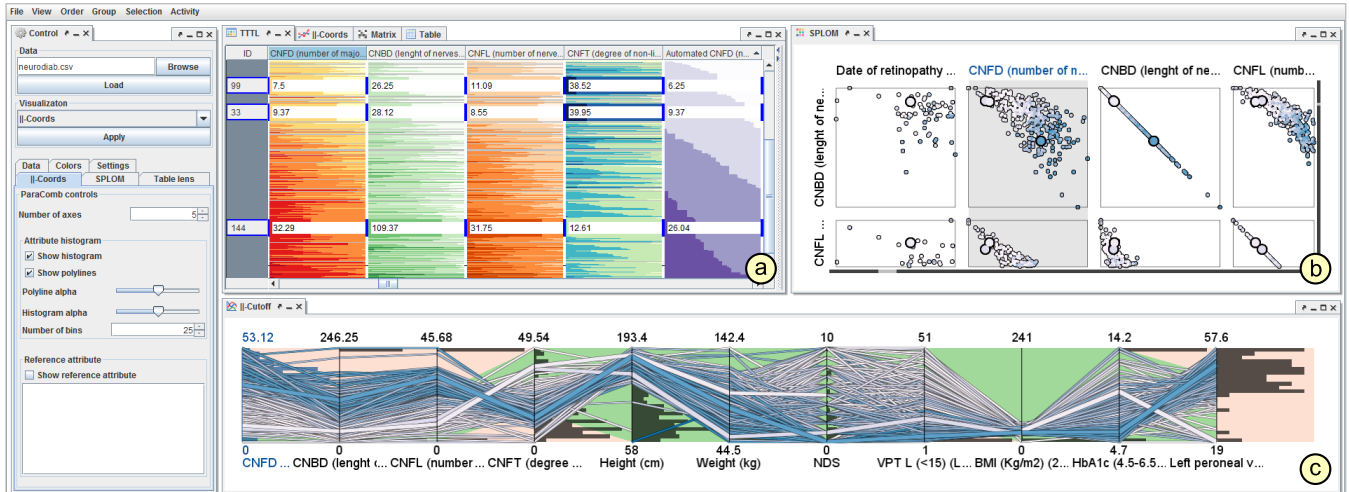 File View Order Group Selection Activity
Control
Data
neurodiab.csv Browse
Load
Visualizaton
||-Coords
Apply
Data Colors Settings
||-Coords SPLOM Table lens
ParaComb controls
Number of axes 5
Attribute histogram
Show histogram
Show polylines
Polyline alpha
Histogram alpha
Number of bins 25
Reference attribute
Show reference attribute
TTTL ||-Coords Matrix Table
ID CNFD (number of majo... CNBD (lenght of nerves... CNFL (number of nerve... CNFT (degree of non-li... Automated CNFD (n...
99 7.5 26.25 11.09 38.52 6.25
33 9.37 28.12 8.55 39.95 9.37
144 32.29 109.37 31.75 12.61 26.04
a
SPLOM
Date of retinopathy ... CNFD (number of n... CNBD (lenght of ne... CNFL (numb...
CNBD (lenght of ne...
CNFL ...
b
||-Cutoff
53.12 246.25 45.68 49.54 193.4 142.4 10 51 241 14.2 57.6
0 0 0 0 58 44.5 0 1 0 4.7 19
CNFD ... CNBD (lenght (... CNFL (number ... CNFT (degree ... Height (cm) Weight (kg) NDS VPT L (<15) (L... BMI (Kg/m2) (2... HbA1c (4.5-6.5... Left peroneal v...
c